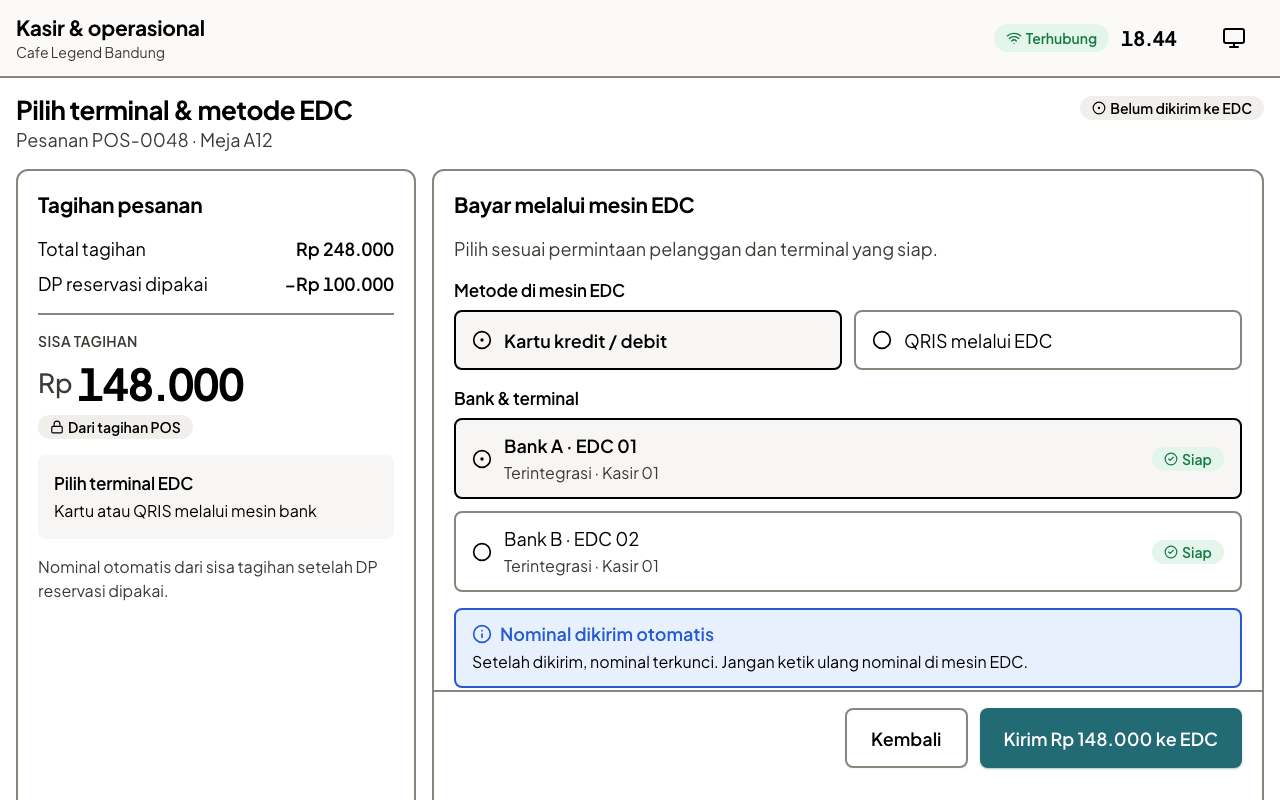 Kasir & operasional
Cafe Legend Bandung
Terhubung
18.44
Pilih terminal & metode EDC
Pesanan POS-0048 · Meja A12
Belum dikirim ke EDC
Tagihan pesanan
Total tagihan Rp 248.000
DP reservasi dipakai −Rp 100.000
SISA TAGIHAN
Rp 148.000
Dari tagihan POS
Pilih terminal EDC
Kartu atau QRIS melalui mesin bank
Nominal otomatis dari sisa tagihan setelah DP
reservasi dipakai.
Bayar melalui mesin EDC
Pilih sesuai permintaan pelanggan dan terminal yang siap.
Metode di mesin EDC
Kartu kredit / debit
QRIS melalui EDC
Bank & terminal
Bank A · EDC 01
Terintegrasi · Kasir 01
Siap
Bank B · EDC 02
Terintegrasi · Kasir 01
Siap
Nominal dikirim otomatis
Setelah dikirim, nominal terkunci. Jangan ketik ulang nominal di mesin EDC.
Kembali
Kirim Rp 148.000 ke EDC